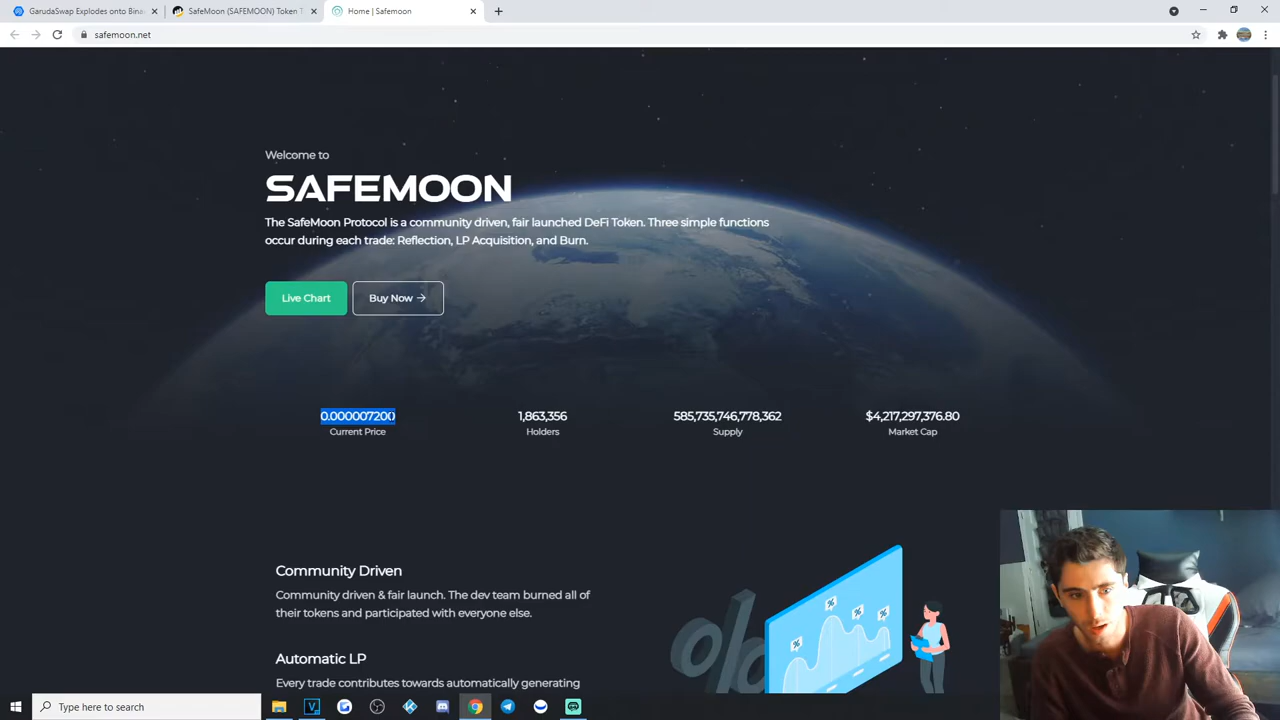 GarudaSwap Explodes onto Bina
SafeMoon (SAFEMOON) Token T
Home | Safemoon
safemoon.net
Welcome to
SAFEMOON
The SafeMoon Protocol is a community driven, fair launched DeFi Token. Three simple functions
occur during each trade: Reflection, LP Acquisition, and Burn.
Live Chart
Buy Now →
0.0000072000 1,863,356 585,735,746,778,362 $4,217,297,376.80
Current Price Holders Supply Market Cap
Community Driven
Community driven & fair launch. The dev team burned all of
their tokens and participated with everyone else.
Automatic LP
Every trade contributes towards automatically generating
% % % % %
Type here to search